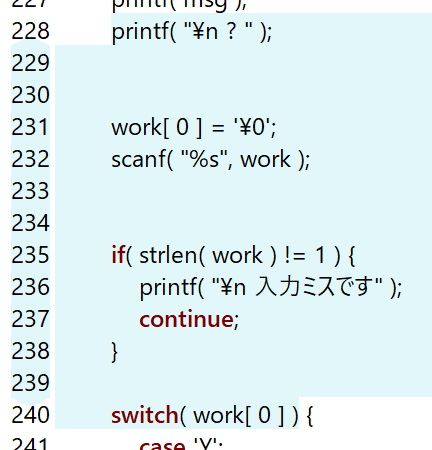 227 printf( msg );
228 printf( "¥n ? " );
229
230
231 work[ 0 ] = '¥0';
232 scanf( "%s", work );
233
234
235 if( strlen( work ) != 1 ) {
236 printf( "¥n 入力ミスです" );
237 continue;
238 }
239
240 switch( work[ 0 ] ) {
241 case 'Y':